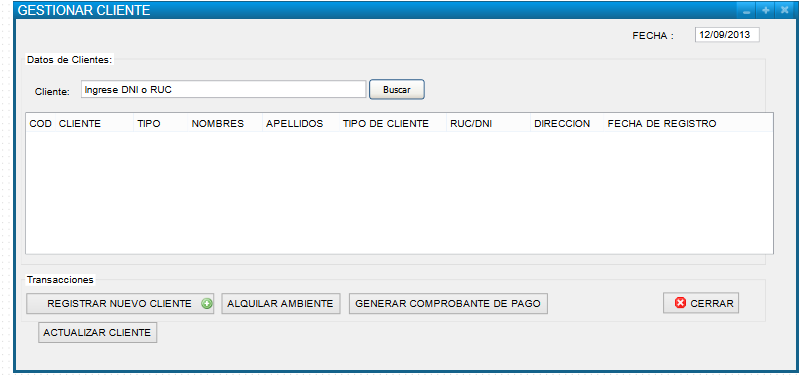 GESTIONAR CLIENTE
FECHA : 12/09/2013
Datos de Clientes:
Cliente: Ingrese DNI o RUC Buscar
COD CLIENTE TIPO NOMBRES APELLIDOS TIPO DE CLIENTE RUC/DNI DIRECCION FECHA DE REGISTRO
Transacciones
REGISTRAR NUEVO CLIENTE ALQUILAR AMBIENTE GENERAR COMPROBANTE DE PAGO CERRAR
ACTUALIZAR CLIENTE